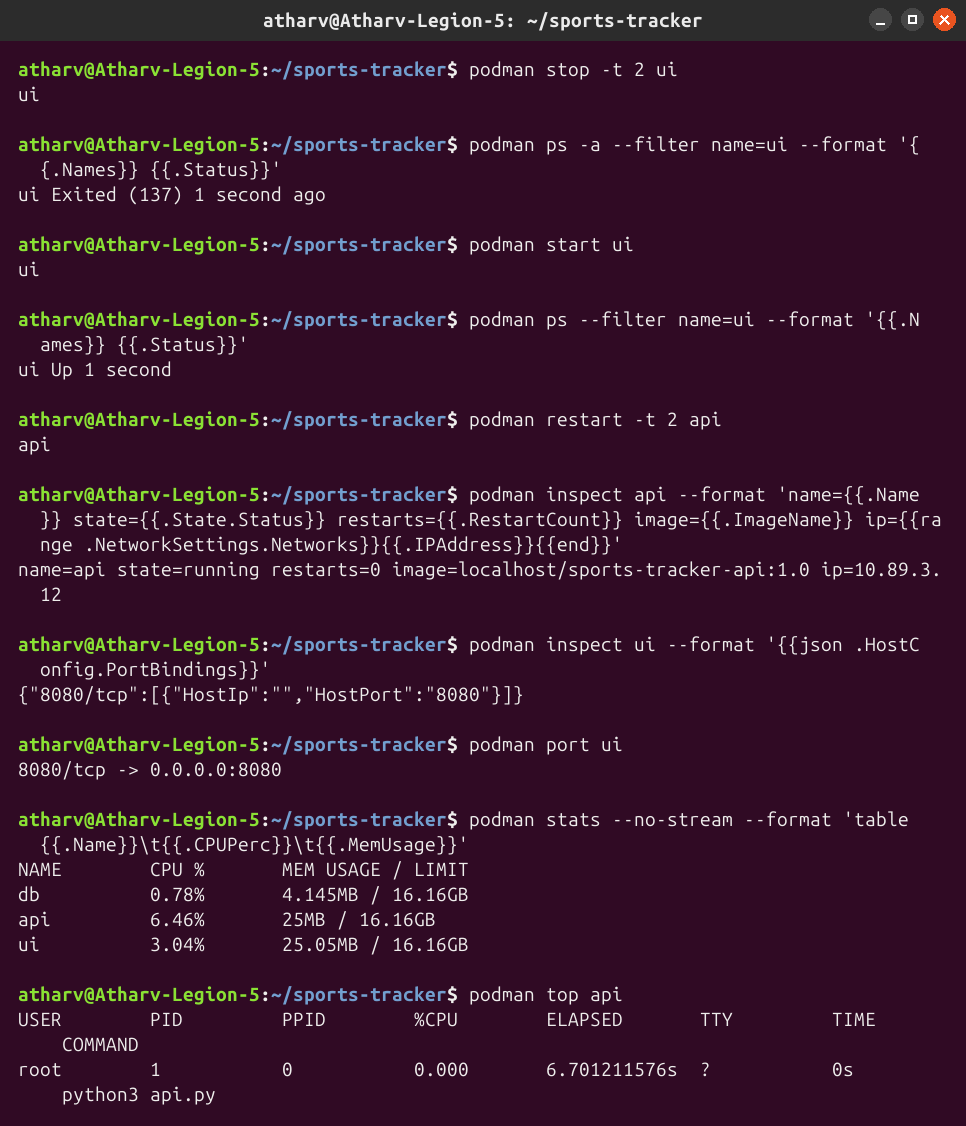 atharv@Atharv-Legion-5: ~/sports-tracker
atharv@Atharv-Legion-5:~/sports-tracker$ podman stop -t 2 ui
ui
atharv@Atharv-Legion-5:~/sports-tracker$ podman ps -a --filter name=ui --format '{
{.Names}} {{.Status}}'
ui Exited (137) 1 second ago
atharv@Atharv-Legion-5:~/sports-tracker$ podman start ui
ui
atharv@Atharv-Legion-5:~/sports-tracker$ podman ps --filter name=ui --format '{{.N
ames}} {{.Status}}'
ui Up 1 second
atharv@Atharv-Legion-5:~/sports-tracker$ podman restart -t 2 api
api
atharv@Atharv-Legion-5:~/sports-tracker$ podman inspect api --format 'name={{.Name
}} state={{.State.Status}} restarts={{.RestartCount}} image={{.ImageName}} ip={{ra
nge .NetworkSettings.Networks}}{{.IPAddress}}{{end}}'
name=api state=running restarts=0 image=localhost/sports-tracker-api:1.0 ip=10.89.3.
12
atharv@Atharv-Legion-5:~/sports-tracker$ podman inspect ui --format '{{json .HostC
onfig.PortBindings}}'
{"8080/tcp":[{"HostIp":"","HostPort":"8080"}]}
atharv@Atharv-Legion-5:~/sports-tracker$ podman port ui
8080/tcp -> 0.0.0.0:8080
atharv@Atharv-Legion-5:~/sports-tracker$ podman stats --no-stream --format 'table
{{.Name}}\t{{.CPUPerc}}\t{{.MemUsage}}'
NAME        CPU %       MEM USAGE / LIMIT
db          0.78%       4.145MB / 16.16GB
api         6.46%       25MB / 16.16GB
ui          3.04%       25.05MB / 16.16GB
atharv@Atharv-Legion-5:~/sports-tracker$ podman top api
USER        PID         PPID        %CPU        ELAPSED       TTY         TIME
COMMAND
root        1           0           0.000       6.701211576s  ?           0s
python3 api.py